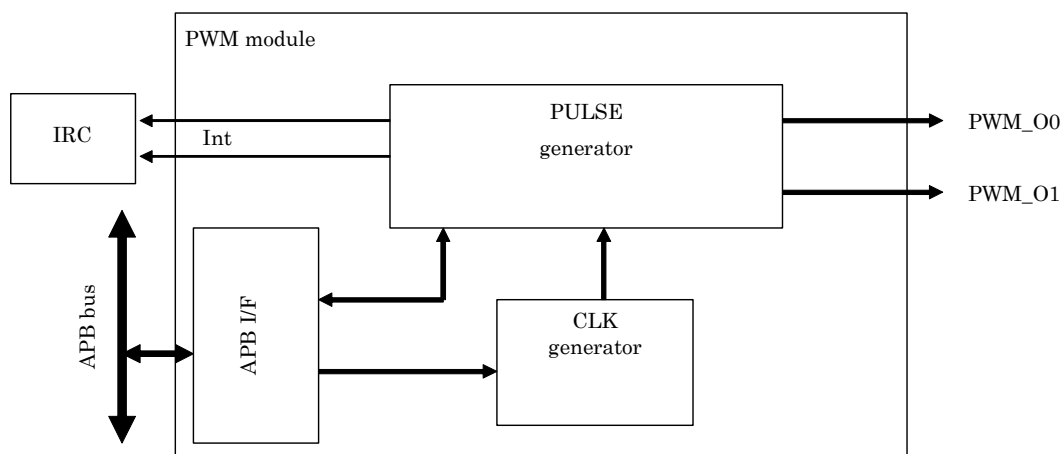 PWM module
PULSE
generator
PWM_O0
IRC
Int
PWM_O1
APB bus
APB I/F
CLK
generator